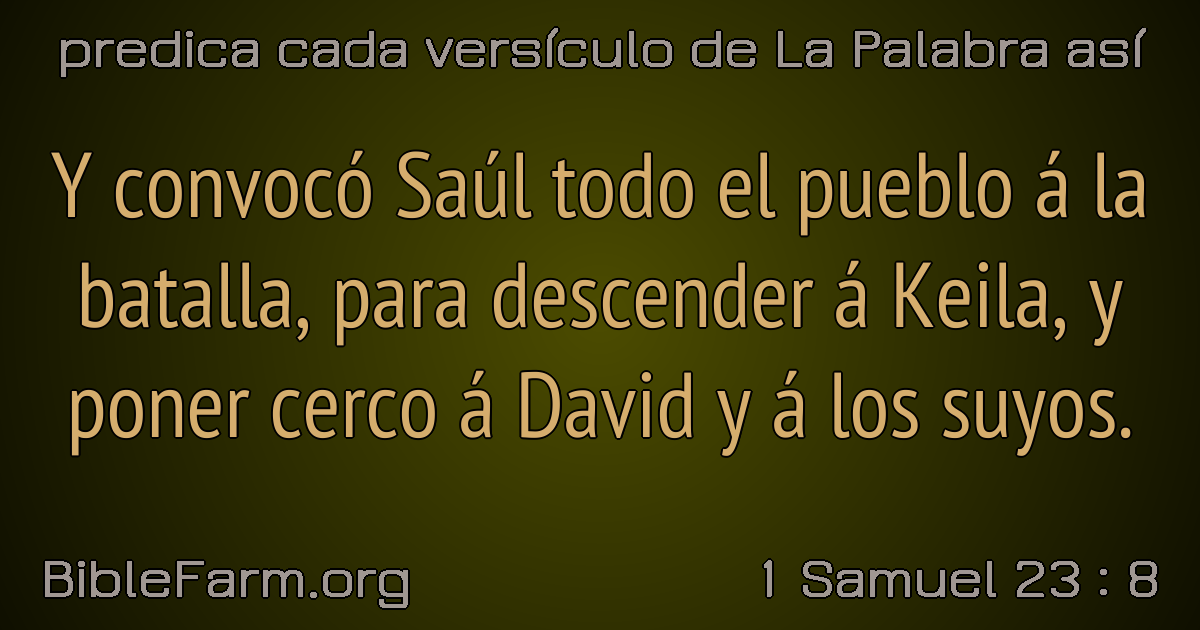 predica cada versículo de La Palabra así
Y convocó Saúl todo el pueblo á la
batalla, para descender á Keila, y
poner cerco á David y á los suyos.
BibleFarm.org
1 Samuel 23 : 8